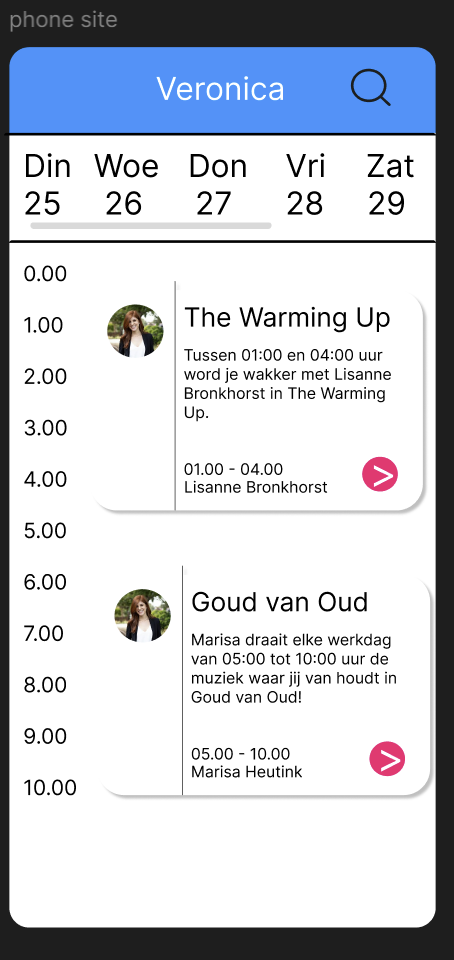 phone site
Veronica
Din Woe Don Vri Zat
25 26 27 28 29
0.00
1.00
2.00
3.00
4.00
5.00
6.00
7.00
8.00
9.00
10.00
The Warming Up
Tussen 01:00 en 04:00 uur
word je wakker met Lisanne
Bronkhorst in The Warming
Up.
01.00 - 04.00
Lisanne Bronkhorst
>
Goud van Oud
Marisa draait elke werkdag
van 05:00 tot 10:00 uur de
muziek waar jij van houdt in
Goud van Oud!
05.00 - 10.00
Marisa Heutink
>